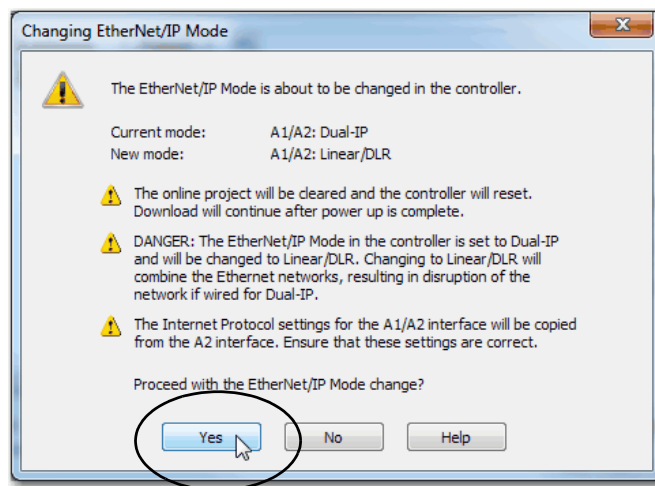 Changing EtherNet/IP Mode
The EtherNet/IP Mode is about to be changed in the controller.
Current mode: A1/A2: Dual-IP
New mode: A1/A2: Linear/DLR
The online project will be cleared and the controller will reset.
Download will continue after power up is complete.
DANGER: The EtherNet/IP Mode in the controller is set to Dual-IP
and will be changed to Linear/DLR. Changing to Linear/DLR will
combine the Ethernet networks, resulting in disruption of the
network if wired for Dual-IP.
The Internet Protocol settings for the A1/A2 interface will be copied
from the A2 interface. Ensure that these settings are correct.
Proceed with the EtherNet/IP Mode change?
Yes No Help